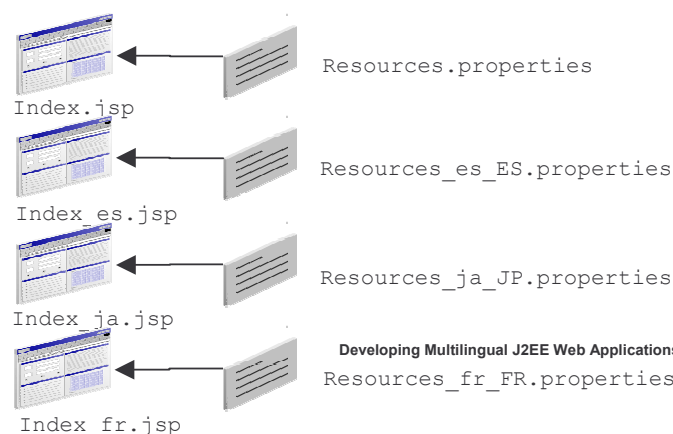 Resources.properties
Index.jsp
Resources_es_ES.properties
Index_es.jsp
Resources_ja_JP.properties
Index_ja.jsp
Developing Multilingual J2EE Web Applications
Resources_fr_FR.properties
Index_fr.jsp